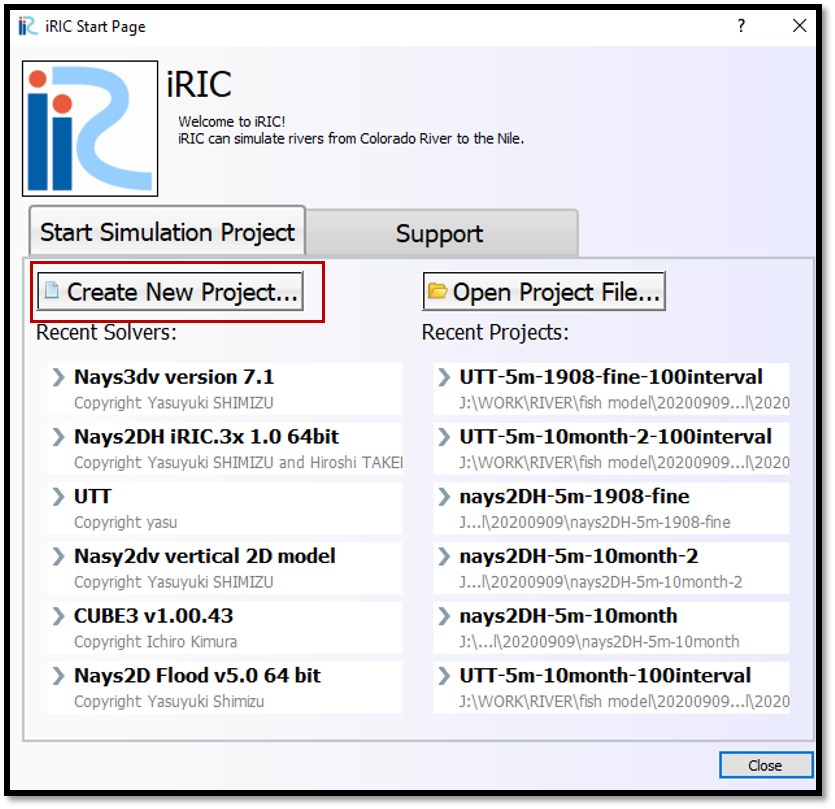 iRIC Start Page
?
iRIC
Welcome to iRIC!
iRIC can simulate rivers from Colorado River to the Nile.
Start Simulation Project
Support
Create New Project...
Open Project File...
Recent Solvers:
Nays3dv version 7.1
Copyright Yasuyuki SHIMIZU
Nays2DH iRIC.3x 1.0 64bit
Copyright Yasuyuki SHIMIZU and Hiroshi TAKEI
UTT
Copyright yasu
Nasy2dv vertical 2D model
Copyright Yasuyuki SHIMIZU
CUBE3 v1.00.43
Copyright Ichiro Kimura
Nays2D Flood v5.0 64 bit
Copyright Yasuyuki Shimizu
Recent Projects:
UTT-5m-1908-fine-100interval
J:\WORK\RIVER\fish model\20200909...l\2020
UTT-5m-10month-2-100interval
J:\WORK\RIVER\fish model\20200909...l\2020
nays2DH-5m-1908-fine
J...l\20200909\nays2DH-5m-1908-fine
nays2DH-5m-10month-2
J...l\20200909\nays2DH-5m-10month-2
nays2DH-5m-10month
J:\...l\20200909\nays2DH-5m-10month
UTT-5m-10month-100interval
J:\WORK\RIVER\fish model\20200909...l\2020
Close